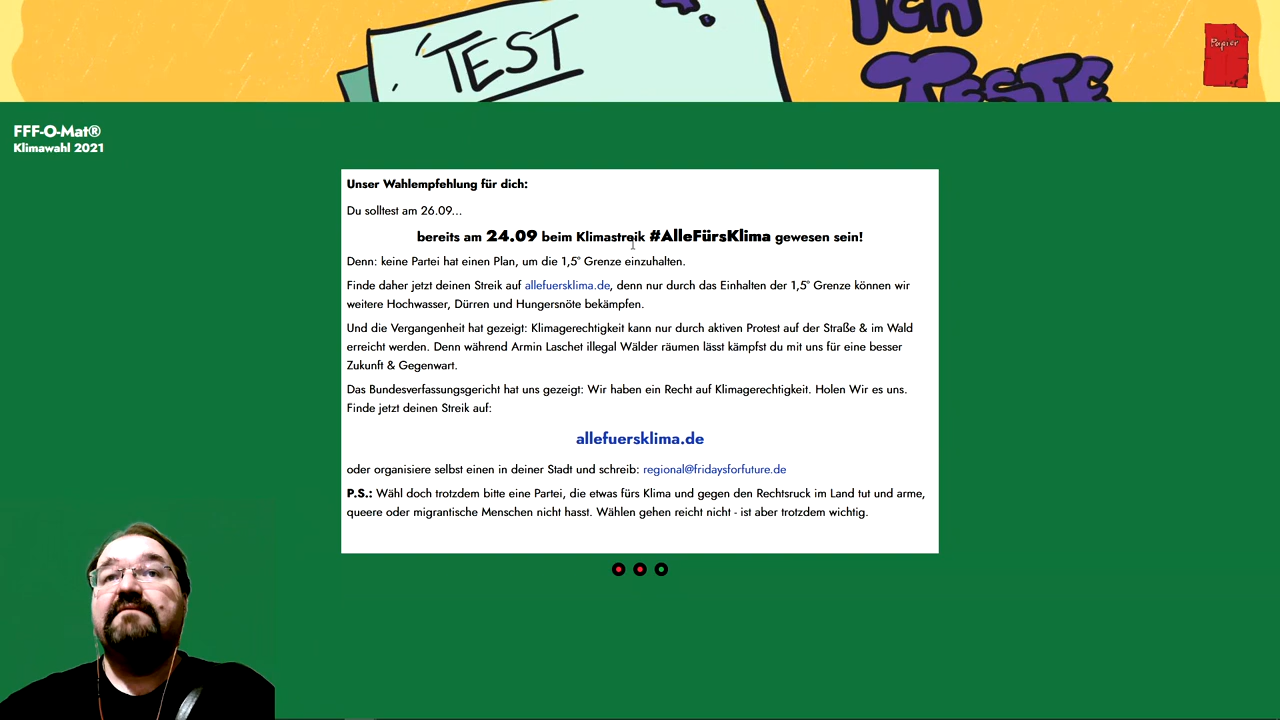 TEST
ICH
TESTE
Papier
FFF-O-Mat®
Klimawahl 2021
Unser Wahlempfehlung für dich:
Du solltest am 26.09...
bereits am 24.09 beim Klimastreik #AlleFürsKlima gewesen sein!
Denn: keine Partei hat einen Plan, um die 1,5° Grenze einzuhalten.
Finde daher jetzt deinen Streik auf allefuersklima.de, denn nur durch das Einhalten der 1,5° Grenze können wir
weitere Hochwasser, Dürren und Hungersnöte bekämpfen.
Und die Vergangenheit hat gezeigt: Klimagerechtigkeit kann nur durch aktiven Protest auf der Straße & im Wald
erreicht werden. Denn während Armin Laschet illegal Wälder räumen lässt kämpfst du mit uns für eine besser
Zukunft & Gegenwart.
Das Bundesverfassungsgericht hat uns gezeigt: Wir haben ein Recht auf Klimagerechtigkeit. Holen Wir es uns.
Finde jetzt deinen Streik auf:
allefuersklima.de
oder organisiere selbst einen in deiner Stadt und schreib: regional@fridaysforfuture.de
P.S.: Wähl doch trotzdem bitte eine Partei, die etwas fürs Klima und gegen den Rechtsruck im Land tut und arme,
queere oder migrantische Menschen nicht hasst. Wählen gehen reicht nicht - ist aber trotzdem wichtig.